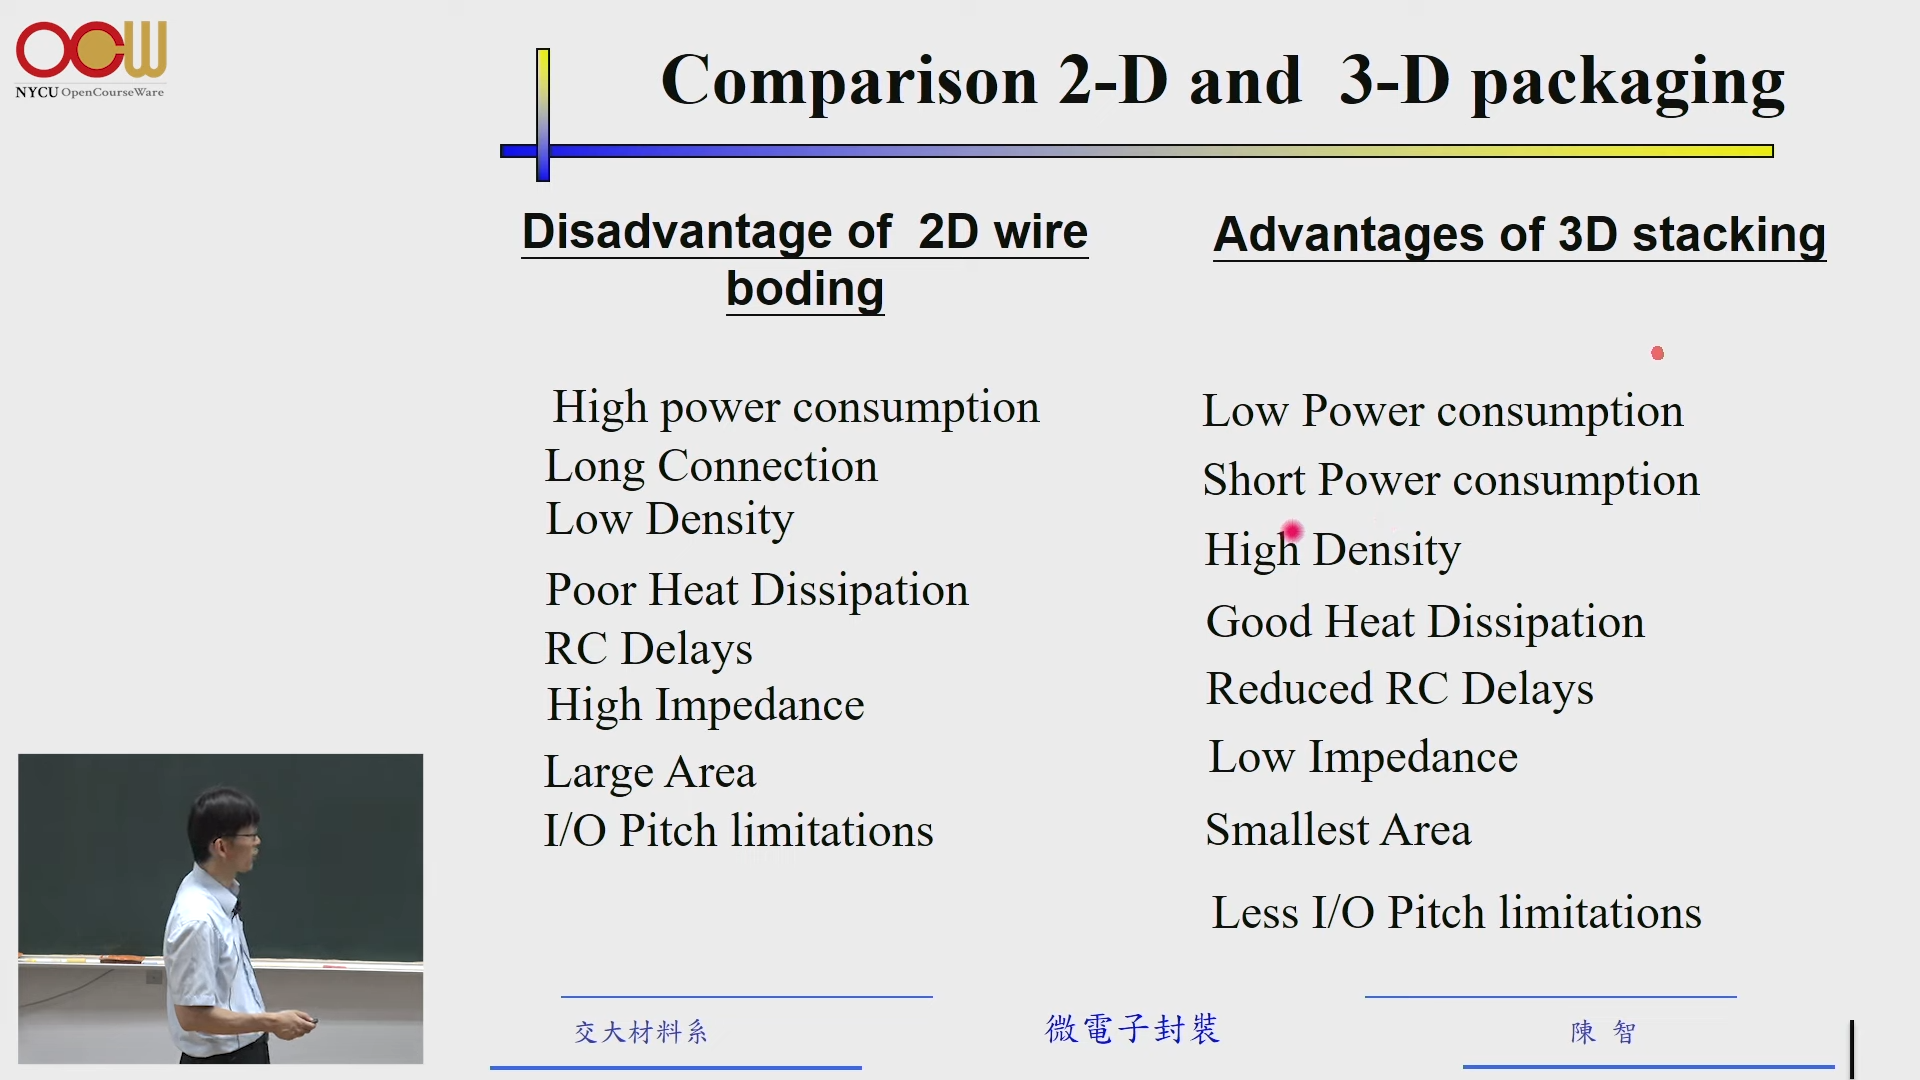 OCW
NYCU OpenCourseWare
Comparison 2-D and 3-D packaging
Disadvantage of 2D wire
boding
High power consumption
Long Connection
Low Density
Poor Heat Dissipation
RC Delays
High Impedance
Large Area
I/O Pitch limitations
Advantages of 3D stacking
Low Power consumption
Short Power consumption
High Density
Good Heat Dissipation
Reduced RC Delays
Low Impedance
Smallest Area
Less I/O Pitch limitations
交大材料系
微電子封裝
陳 智